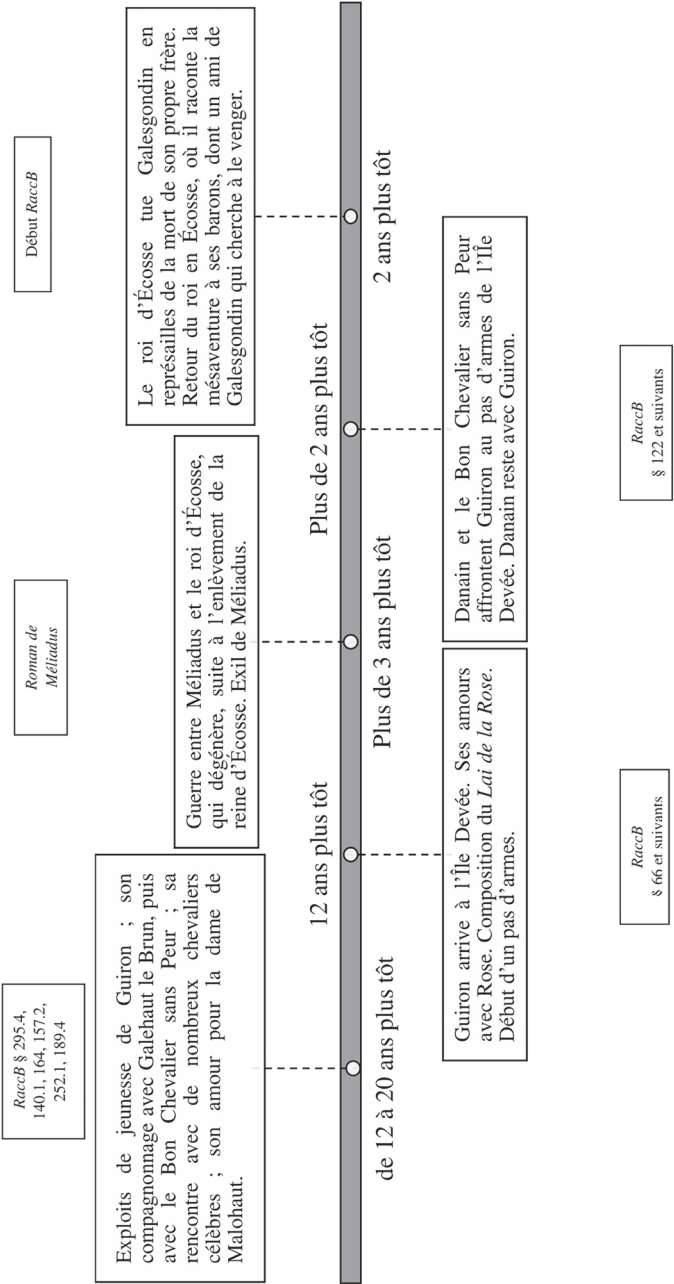 RaccB § 295.4,
140.1, 164, 157.2,
252.1, 189.4
Roman de
Méliadus
Début RaccB
Exploits de jeunesse de Guiron ; son
compagnonnage avec Galehaut le Brun, puis
avec le Bon Chevalier sans Peur ; sa
rencontre avec de nombreux chevaliers
célèbres ; son amour pour la dame de
Malohaut.
Guerre entre Méliadus et le roi d'Écosse,
qui dégénère, suite à l'enlèvement de la
reine d'Écosse. Exil de Méliadus.
Le roi d'Écosse tue Galesgondin en
représailles de la mort de son propre frère.
Retour du roi en Écosse, où il raconte la
mésaventure à ses barons, dont un ami de
Galesgondin qui cherche à le venger.
de 12 à 20 ans plus tôt
12 ans plus tôt
Plus de 3 ans plus tôt
Plus de 2 ans plus tôt
2 ans plus tôt
Guiron arrive à l'Île Devée. Ses amours
avec Rose. Composition du Lai de la Rose.
Début d'un pas d'armes.
Danain et le Bon Chevalier sans Peur
affrontent Guiron au pas d'armes de l'Île
Devée. Danain reste avec Guiron.
RaccB
§ 66 et suivants
RaccB
§ 122 et suivants